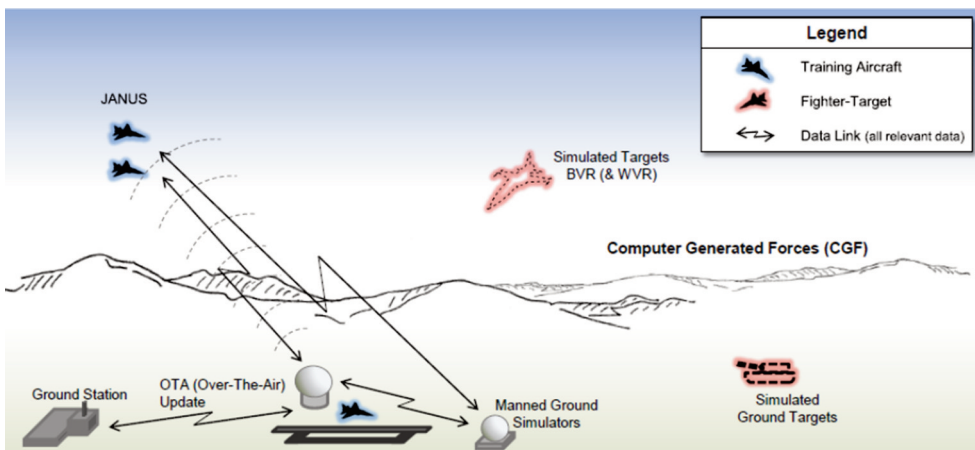 Legend
Training Aircraft
Fighter-Target
Data Link (all relevant data)
JANUS
Simulated Targets
BVR (& WVR)
Computer Generated Forces (CGF)
Ground Station
OTA (Over-The-Air)
Update
Manned Ground
Simulators
Simulated
Ground Targets